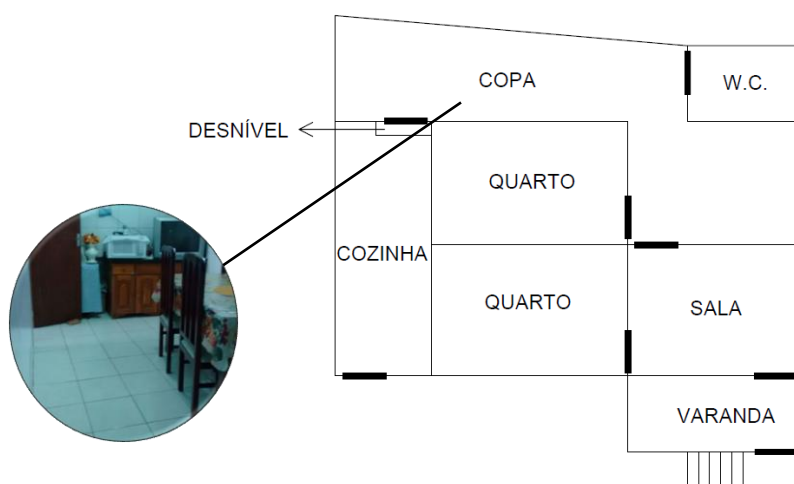 COPA
W.C.
DESNÍVEL
QUARTO
COZINHA
QUARTO
SALA
VARANDA